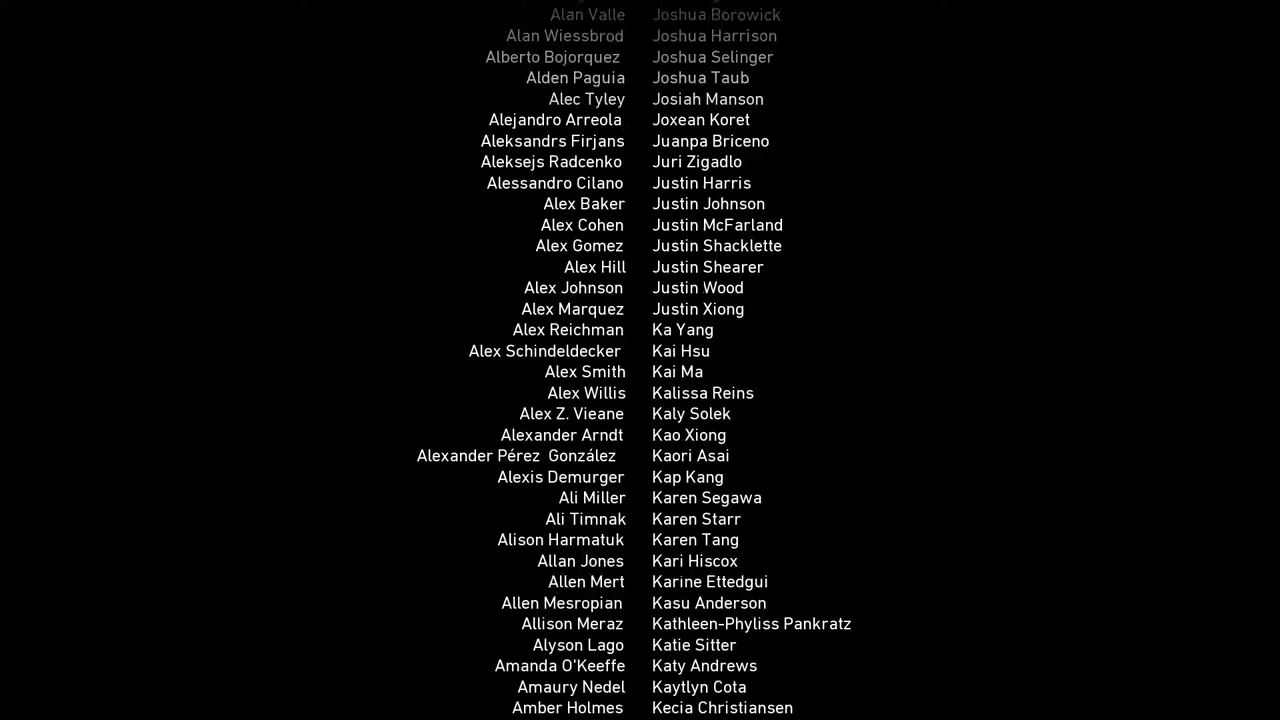 Alan Valle Joshua Borowick
Alan Wiessbrod Joshua Harrison
Alberto Bojorquez Joshua Selinger
Alden Paguia Joshua Taub
Alec Tyley Josiah Manson
Alejandro Arreola Joxean Koret
Aleksandrs Firjans Juanpa Briceno
Aleksejs Radcenko Juri Zigadlo
Alessandro Cilano Justin Harris
Alex Baker Justin Johnson
Alex Cohen Justin McFarland
Alex Gomez Justin Shacklette
Alex Hill Justin Shearer
Alex Johnson Justin Wood
Alex Marquez Justin Xiong
Alex Reichman Ka Yang
Alex Schindeldecker Kai Hsu
Alex Smith Kai Ma
Alex Willis Kalissa Reins
Alex Z. Vieane Kaly Solek
Alexander Arndt Kao Xiong
Alexander Pérez González Kaori Asai
Alexis Demurger Kap Kang
Ali Miller Karen Segawa
Ali Timnak Karen Starr
Alison Harmatuk Karen Tang
Allan Jones Kari Hiscox
Allen Mert Karine Ettedgui
Allen Mesropian Kasu Anderson
Allison Meraz Kathleen-Phyliss Pankratz
Alyson Lago Katie Sitter
Amanda O'Keeffe Katy Andrews
Amaury Nedel Kaytlyn Cota
Amber Holmes Kecia Christiansen